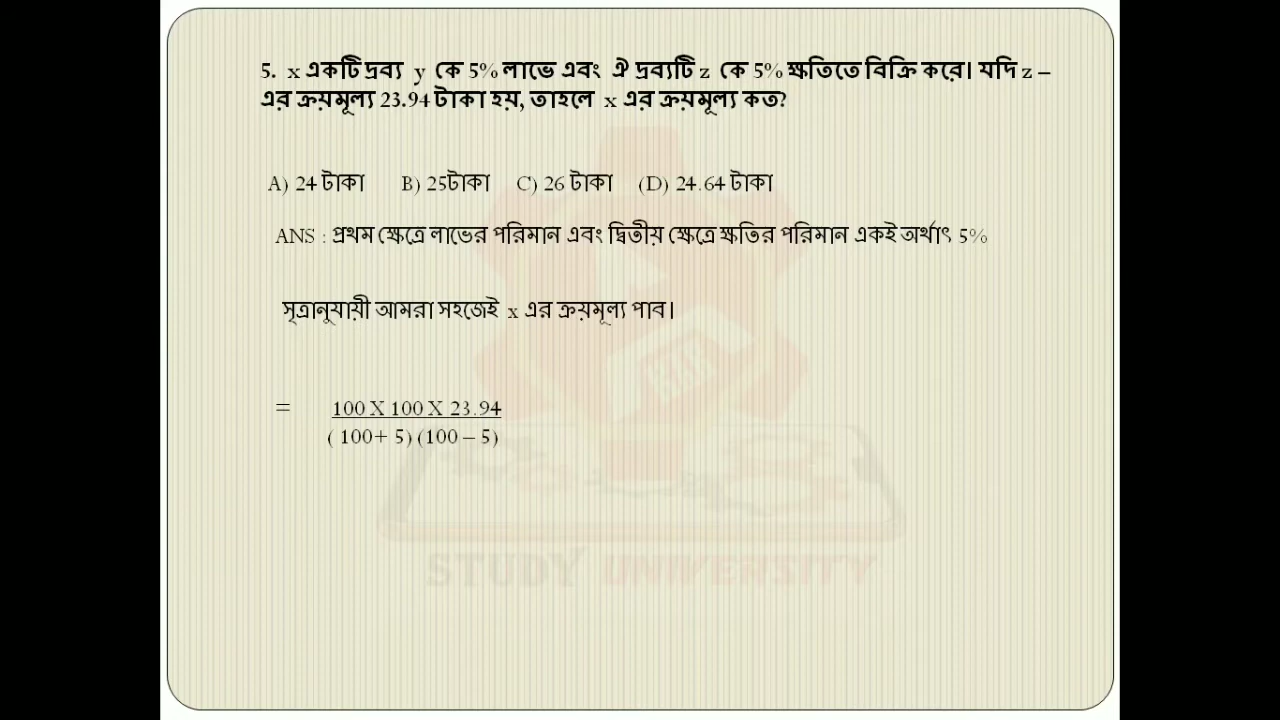 5. x একটি দ্রব্য y কে 5% লাভে এবং ঐ দ্রব্যটি z কে 5% ক্ষতিতে বিক্রি করে। যদি z –
এর ক্রয়মূল্য 23.94 টাকা হয়, তাহলে x এর ক্রয়মূল্য কত?
A) 24 টাকা B) 25টাকা C) 26 টাকা (D) 24.64 টাকা
ANS : প্রথম ক্ষেত্রে লাভের পরিমান এবং দ্বিতীয় ক্ষেত্রে ক্ষতির পরিমান একই অর্থাৎ 5%
সূত্রানুযায়ী আমরা সহজেই x এর ক্রয়মূল্য পাব।
= 100 X 100 X 23.94
( 100+ 5) (100 – 5)
STUDY UNIVERSITY